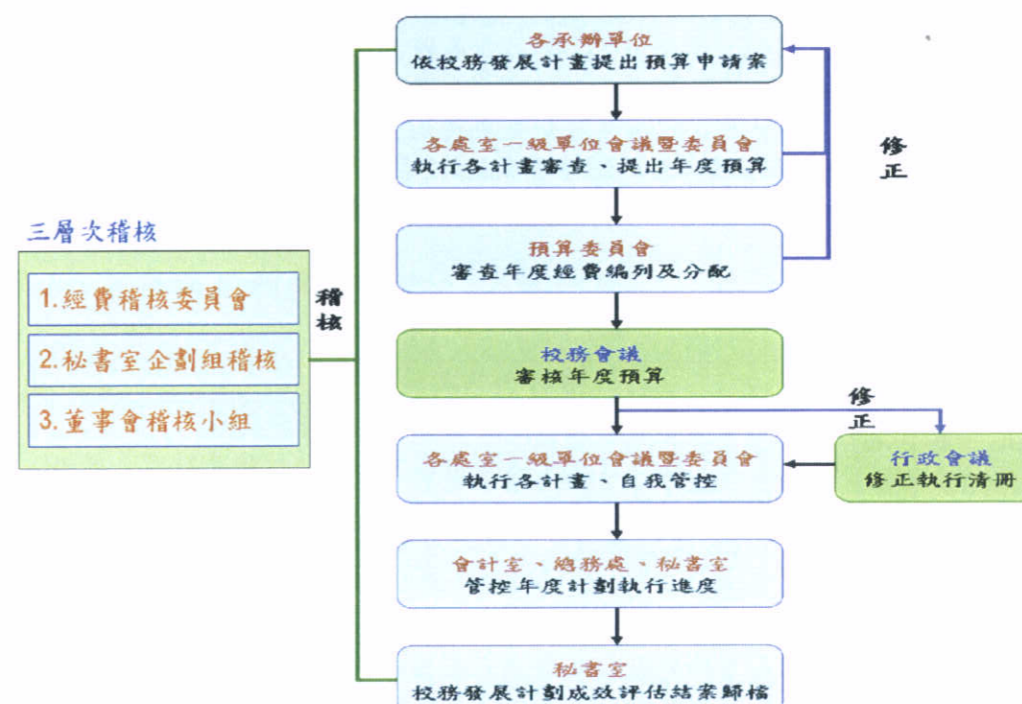 各承辦單位
依校務發展計畫提出預算申請案
各處室一級單位會議暨委員會
執行各計畫審查、提出年度預算
修
正
預算委員會
審查年度經費編列及分配
三層次稽核
1.經費稽核委員會
2.秘書室企劃組稽核
3.董事會稽核小組
稽
核
校務會議
審核年度預算
修
正
各處室一級單位會議暨委員會
執行各計畫、自我管控
行政會議
修正執行清冊
會計室、總務處、秘書室
管控年度計劃執行進度
秘書室
校務發展計劃成效評估結案歸檔